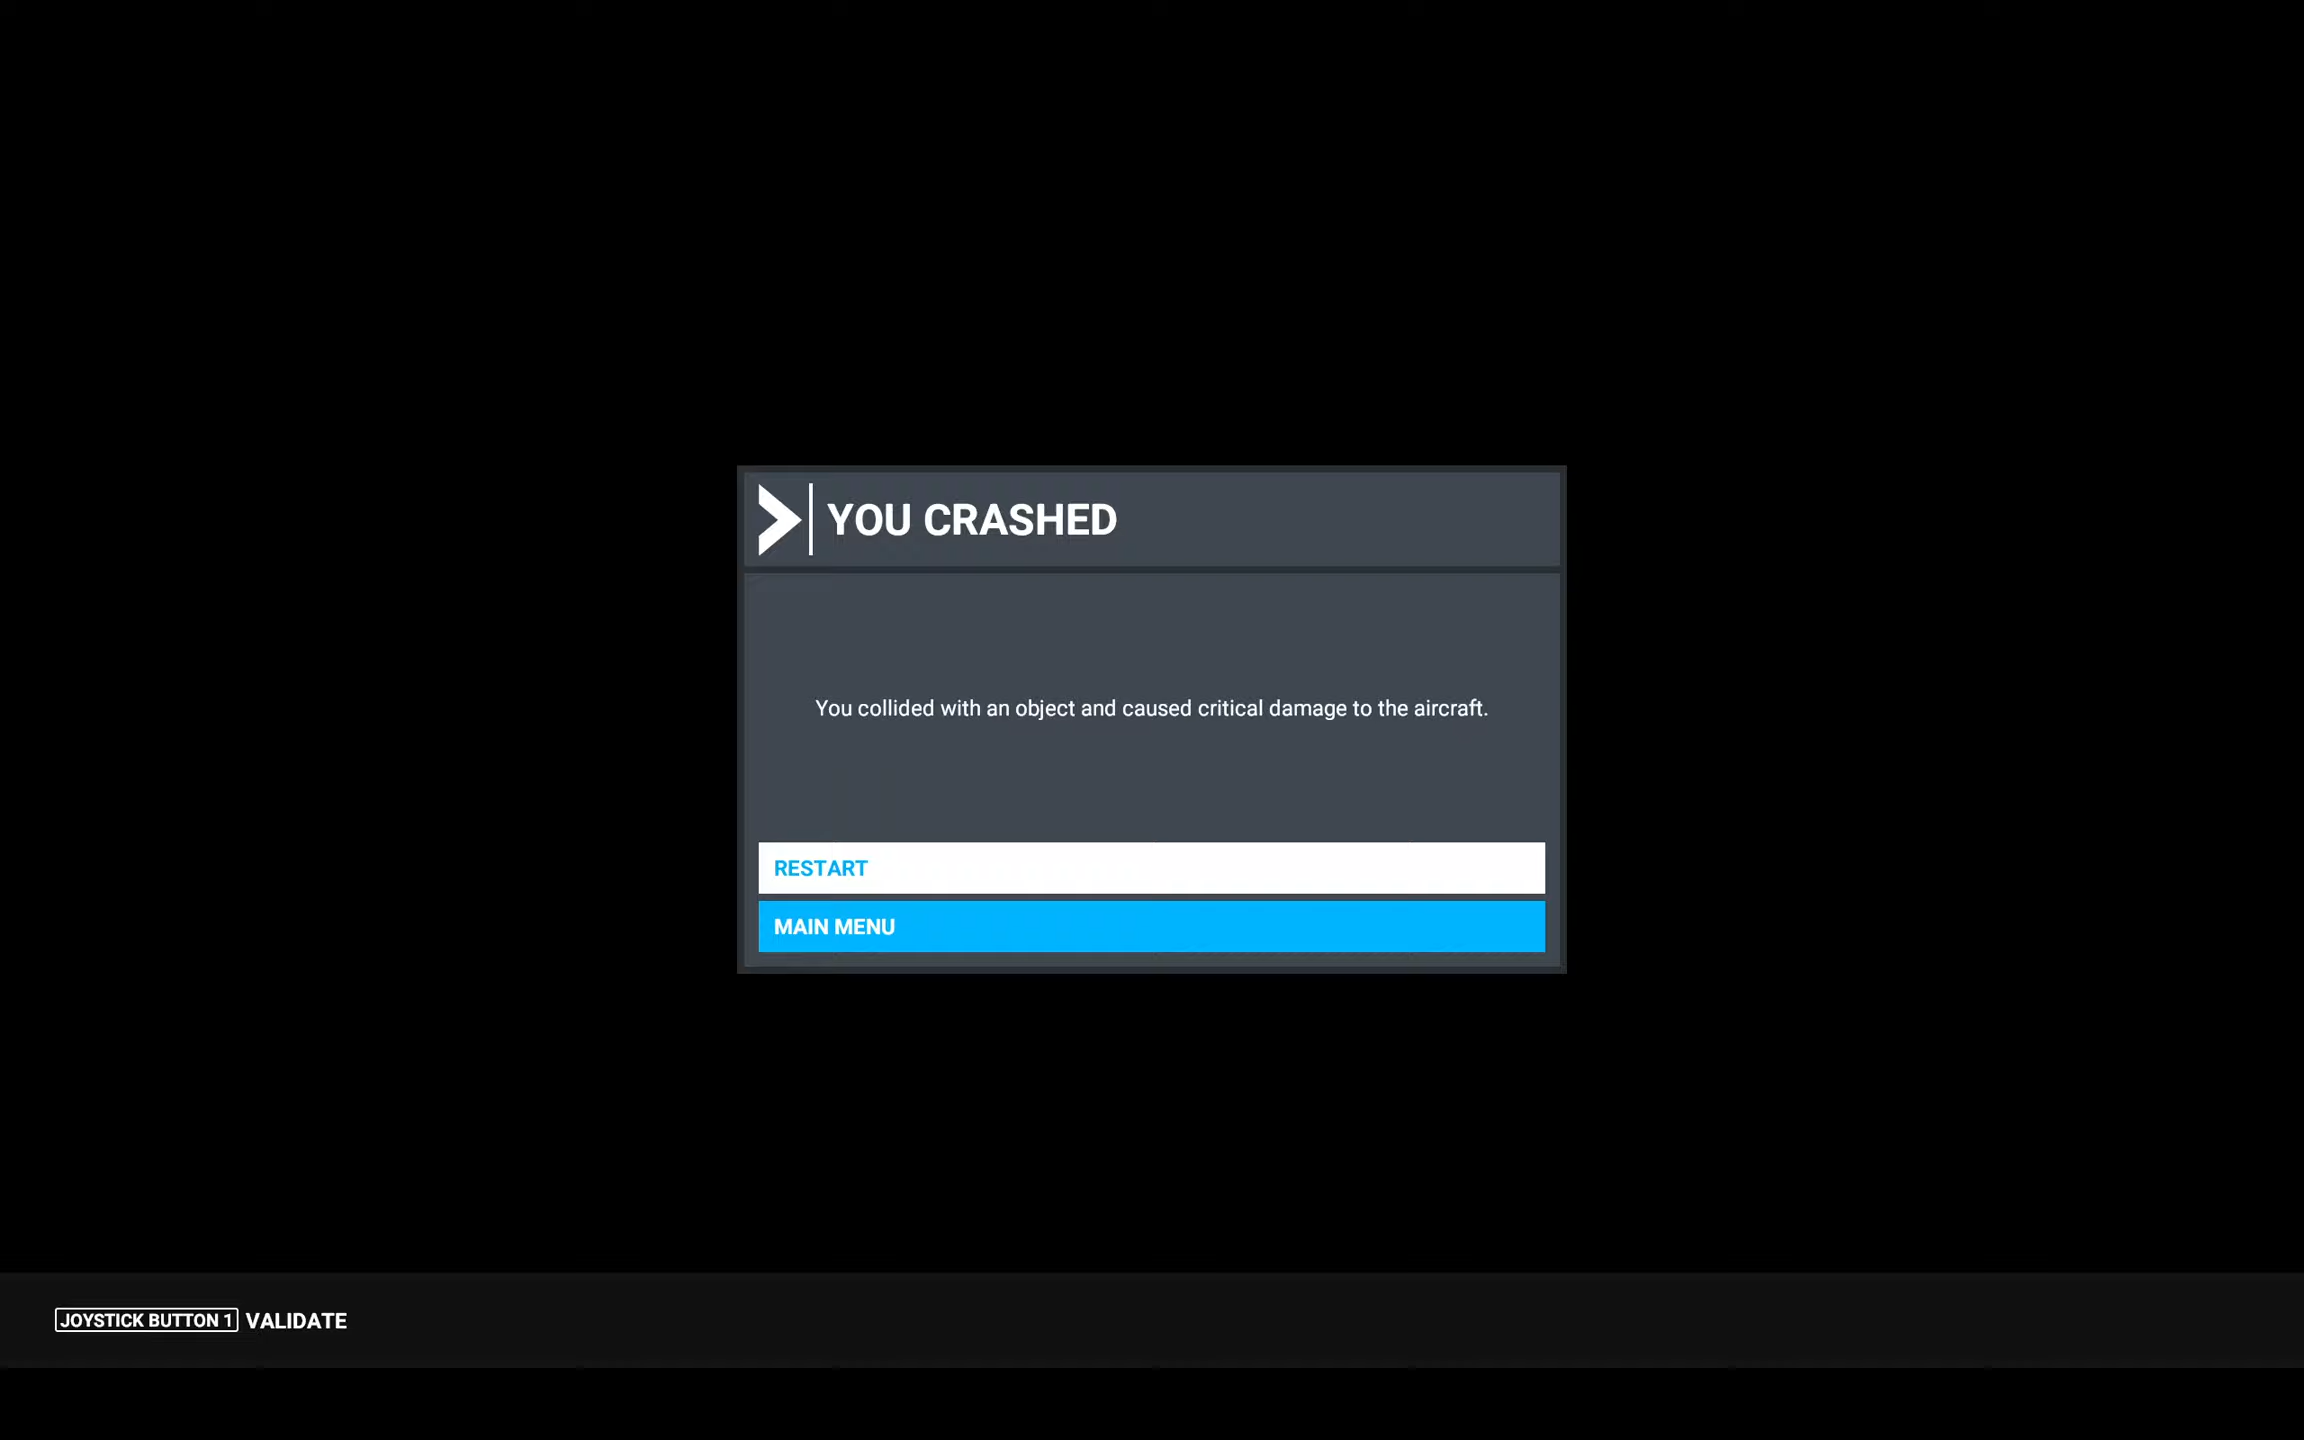 YOU CRASHED
You collided with an object and caused critical damage to the aircraft.
RESTART
MAIN MENU
JOYSTICK BUTTON 1 VALIDATE